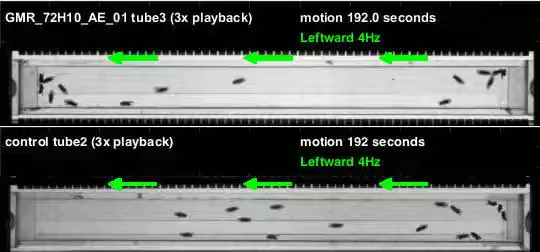 GMR_72H10_AE_01 tube3 (3x playback)
motion 192.0 seconds
Leftward 4Hz
control tube2 (3x playback)
motion 192 seconds
Leftward 4Hz